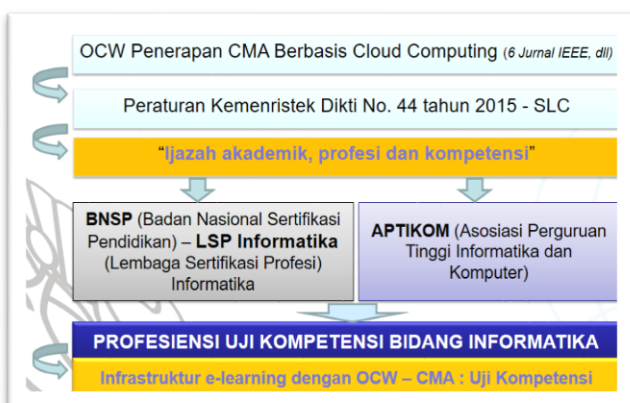 OCW Penerapan CMA Berbasis Cloud Computing (6 Jurnal IEEE, dll)
Peraturan Kemenristek Dikti No. 44 tahun 2015 - SLC
“Ijazah akademik, profesi dan kompetensi”
BNSP (Badan Nasional Sertifikasi
Pendidikan) – LSP Informatika
(Lembaga Sertifikasi Profesi)
Informatika
APTIKOM (Asosiasi Perguruan
Tinggi Informatika dan
Komputer)
PROFESIENSI UJI KOMPETENSI BIDANG INFORMATIKA
Infrastruktur e-learning dengan OCW – CMA : Uji Kompetensi